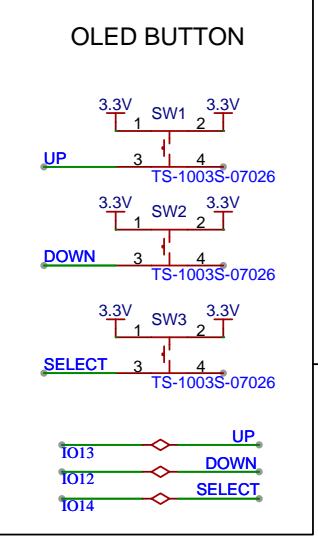 OLED BUTTON
3.3V SW1 3.3V
1 2
UP 3 4
TS-1003S-07026
3.3V SW2 3.3V
1 2
DOWN 3 4
TS-1003S-07026
3.3V SW3 3.3V
1 2
SELECT 3 4
TS-1003S-07026
UP
IO13
DOWN
IO12
SELECT
IO14